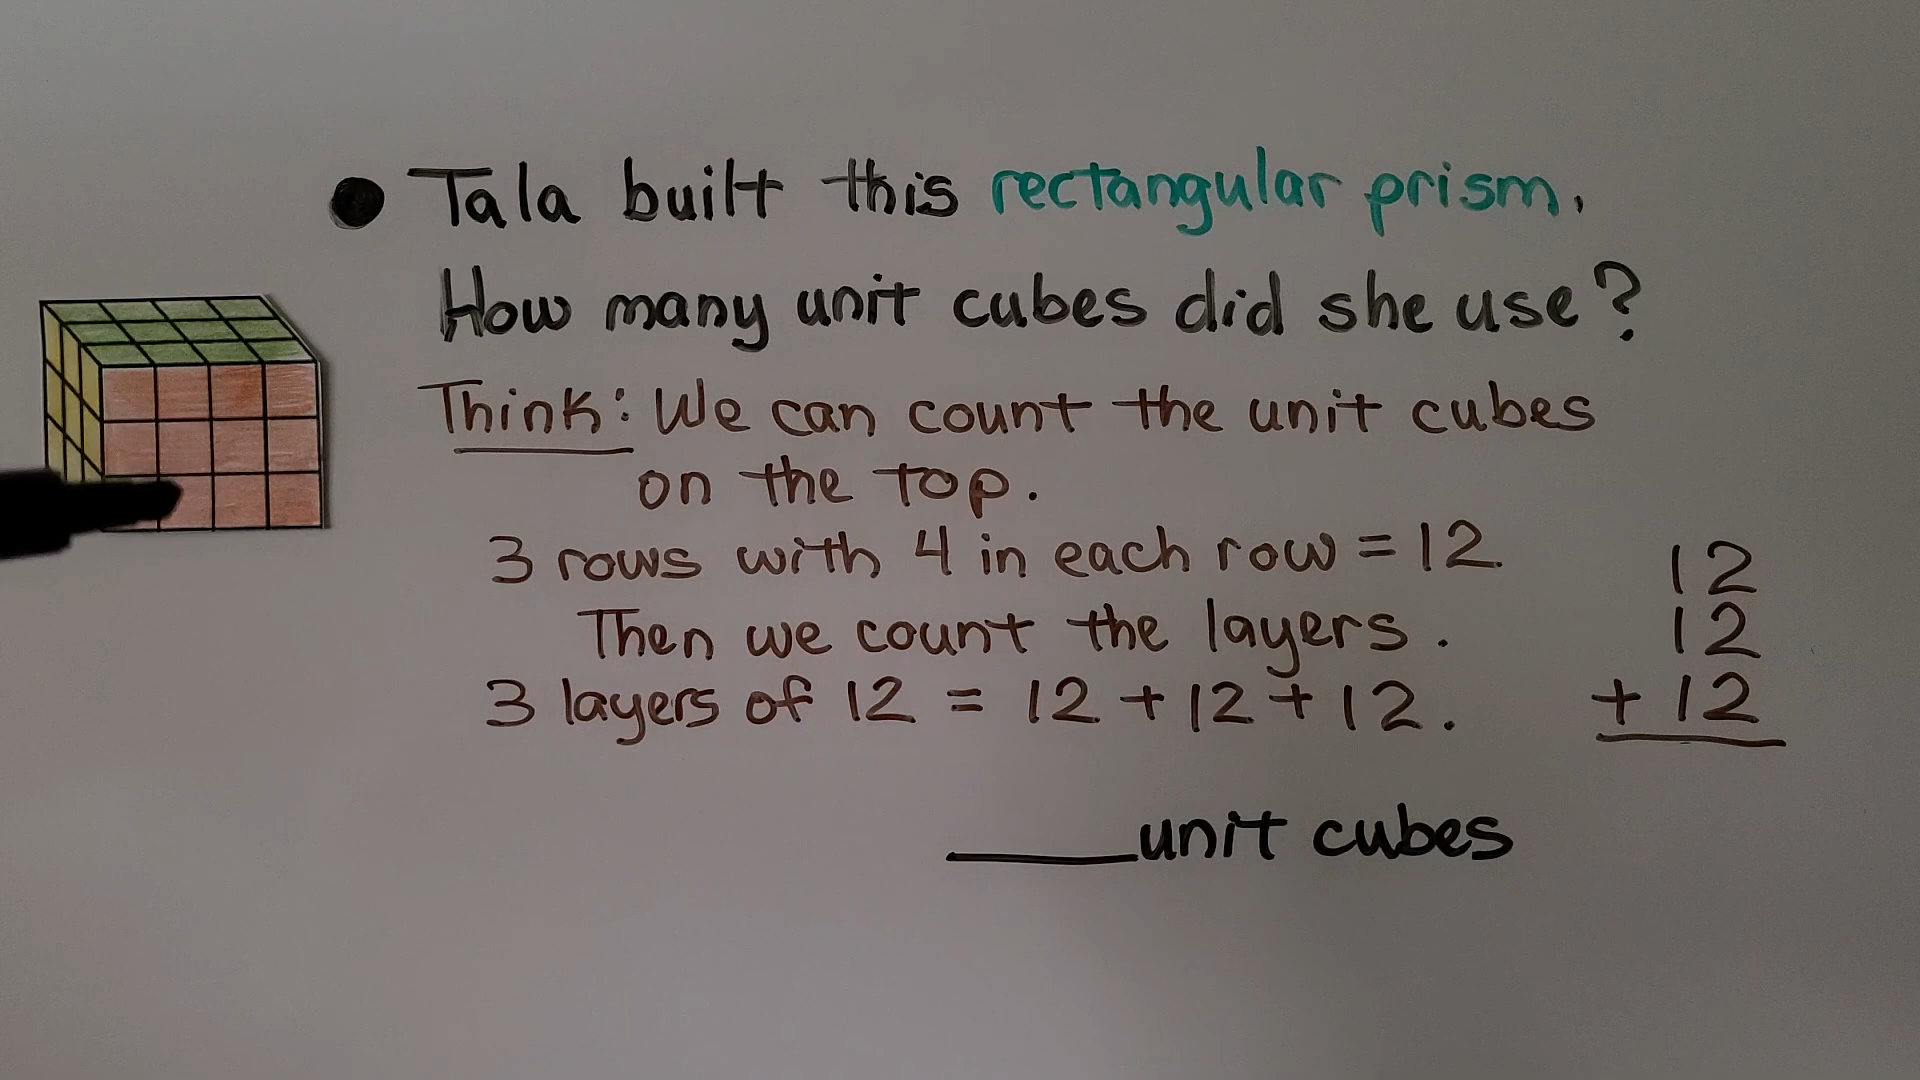 ● Tala built this rectangular prism.
How many unit cubes did she use?
Think: We can count the unit cubes
on the top.
3 rows with 4 in each row = 12.
Then we count the layers.
3 layers of 12 = 12 + 12 + 12.
12
12
+ 12
_____unit cubes